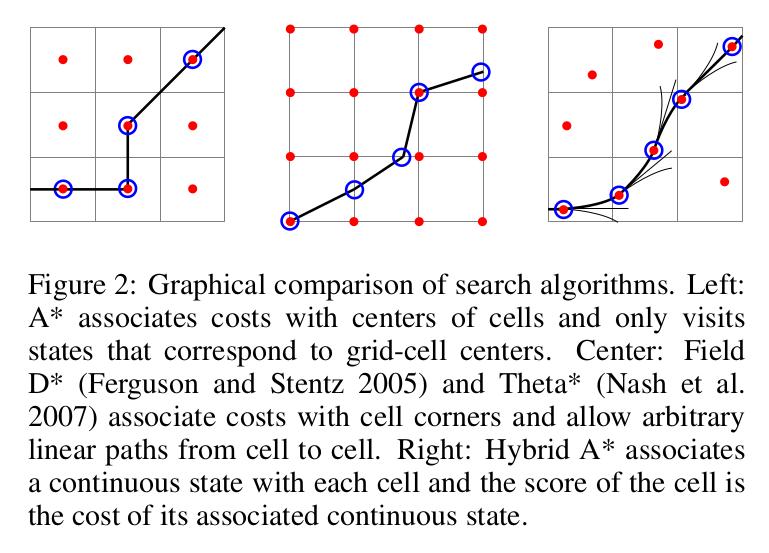 Figure 2: Graphical comparison of search algorithms. Left:
A* associates costs with centers of cells and only visits
states that correspond to grid-cell centers. Center: Field
D* (Ferguson and Stentz 2005) and Theta* (Nash et al.
2007) associate costs with cell corners and allow arbitrary
linear paths from cell to cell. Right: Hybrid A* associates
a continuous state with each cell and the score of the cell is
the cost of its associated continuous state.